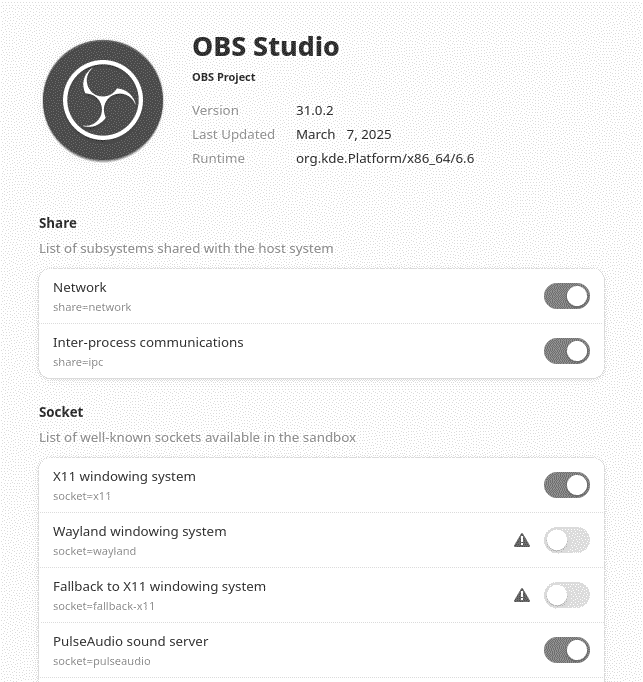 OBS Studio
OBS Project
Version 31.0.2
Last Updated March 7, 2025
Runtime org.kde.Platform/x86_64/6.6
Share
List of subsystems shared with the host system
Network
share=network
Inter-process communications
share=ipc
Socket
List of well-known sockets available in the sandbox
X11 windowing system
socket=x11
Wayland windowing system
socket=wayland
Fallback to X11 windowing system
socket=fallback-x11
PulseAudio sound server
socket=pulseaudio